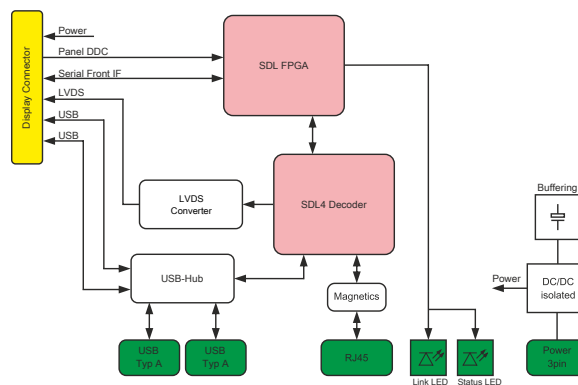 Display Connector
Power
Panel DDC
Serial Front IF
LVDS
USB
USB
SDL FPGA
SDL4 Decoder
LVDS
Converter
USB-Hub
Magnetics
USB
Typ A
USB
Typ A
RJ45
Link LED
Status LED
Buffering
Power
DC/DC
isolated
Power
3pin